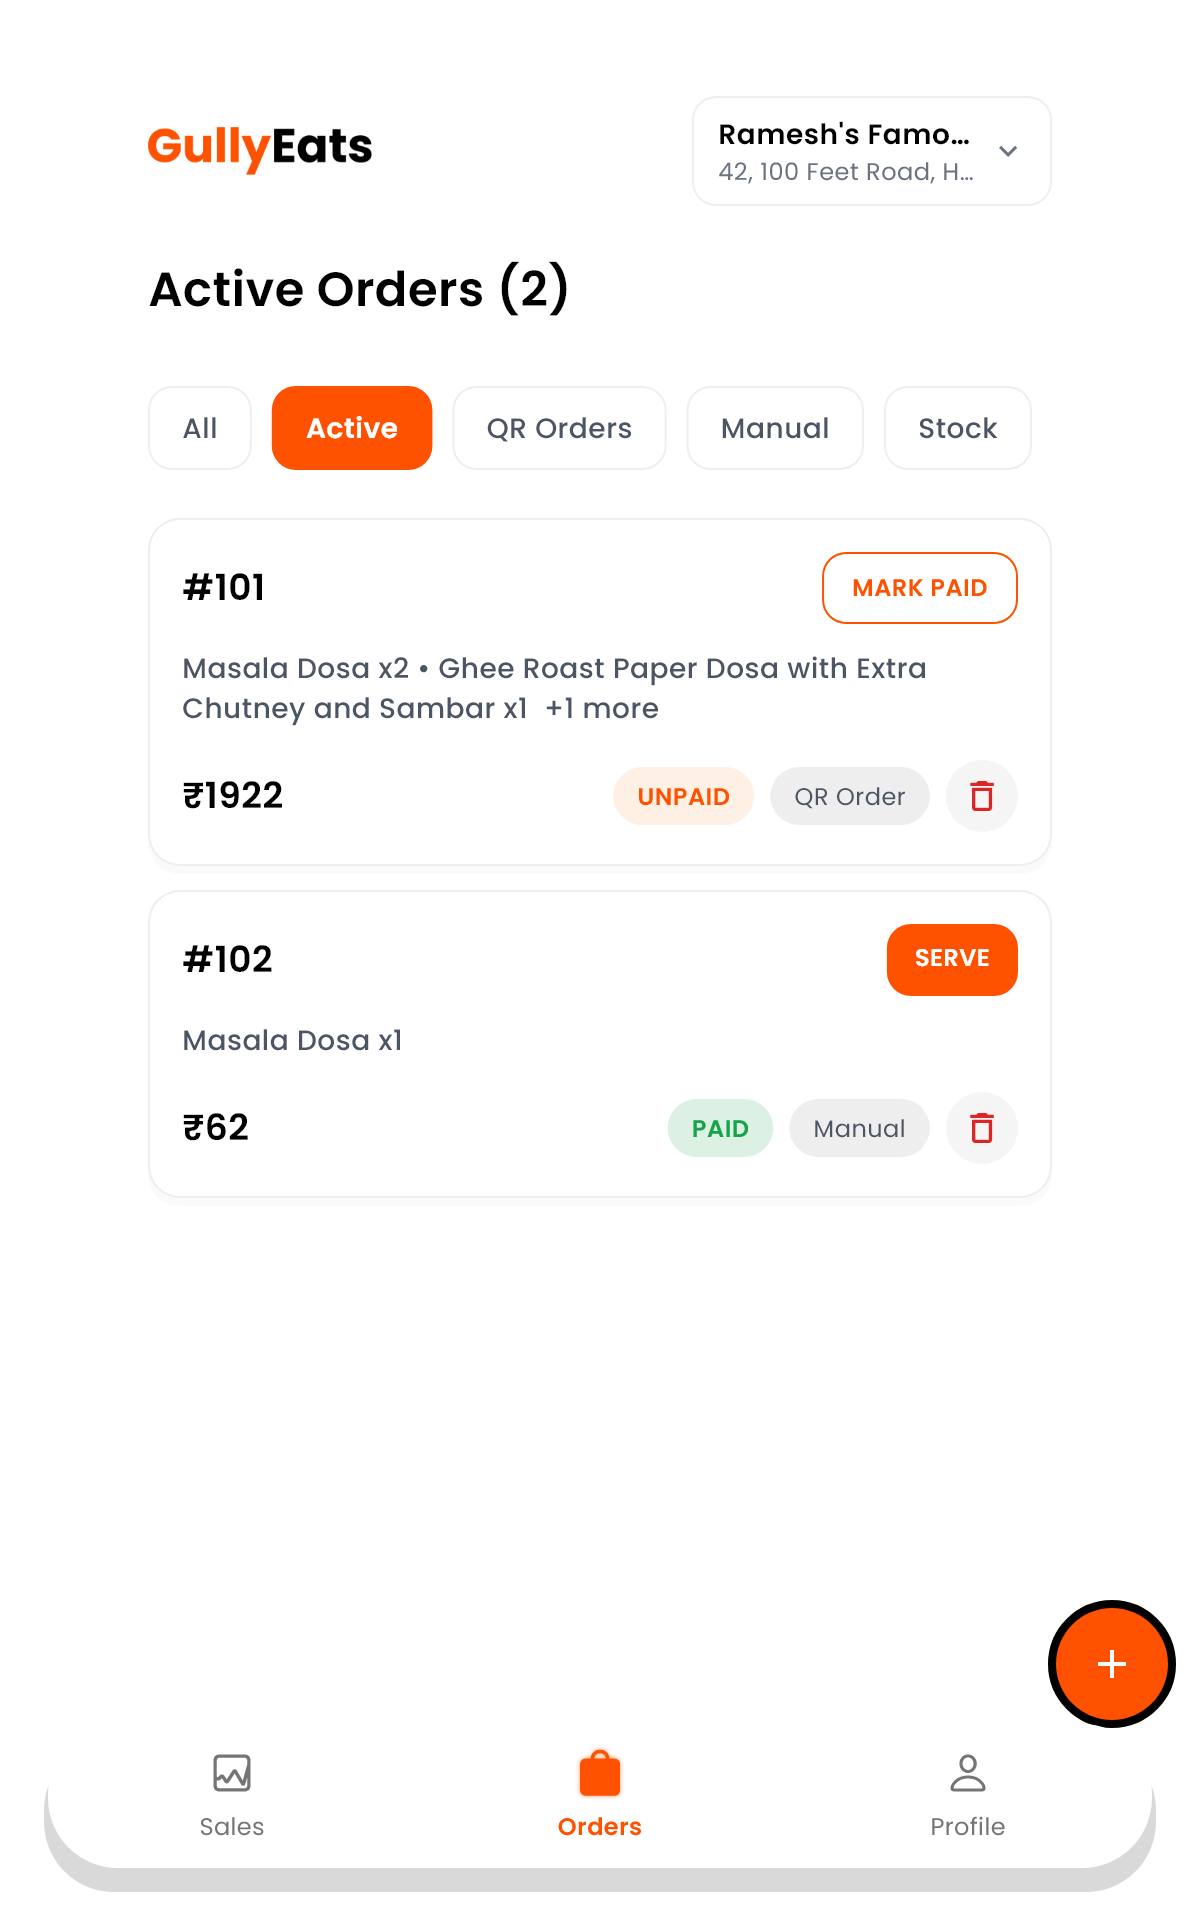 GullyEats
Ramesh's Famo...
42, 100 Feet Road, H...
Active Orders (2)
All
Active
QR Orders
Manual
Stock
#101
MARK PAID
Masala Dosa x2 • Ghee Roast Paper Dosa with Extra
Chutney and Sambar x1 +1 more
₹1922
UNPAID
QR Order
#102
SERVE
Masala Dosa x1
₹62
PAID
Manual
+
Sales
Orders
Profile